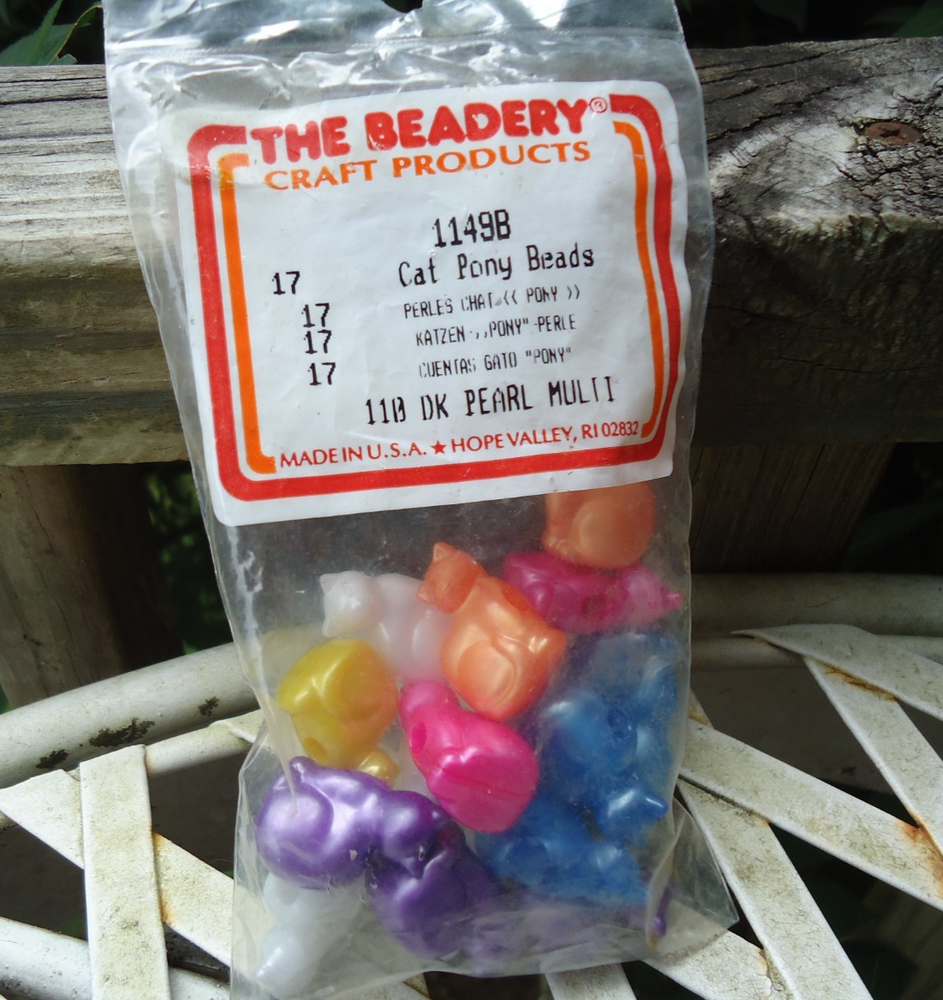 THE BEADERY®
CRAFT PRODUCTS
1149B
17 Cat Pony Beads
17 PERLES CHAT << PONY >>
17 KATZEN-,,PONY"-PERLE
17 CUENTAS GATO "PONY"
110 DK PEARL MULTI
MADE IN U.S.A. ★ HOPE VALLEY, RI 02832